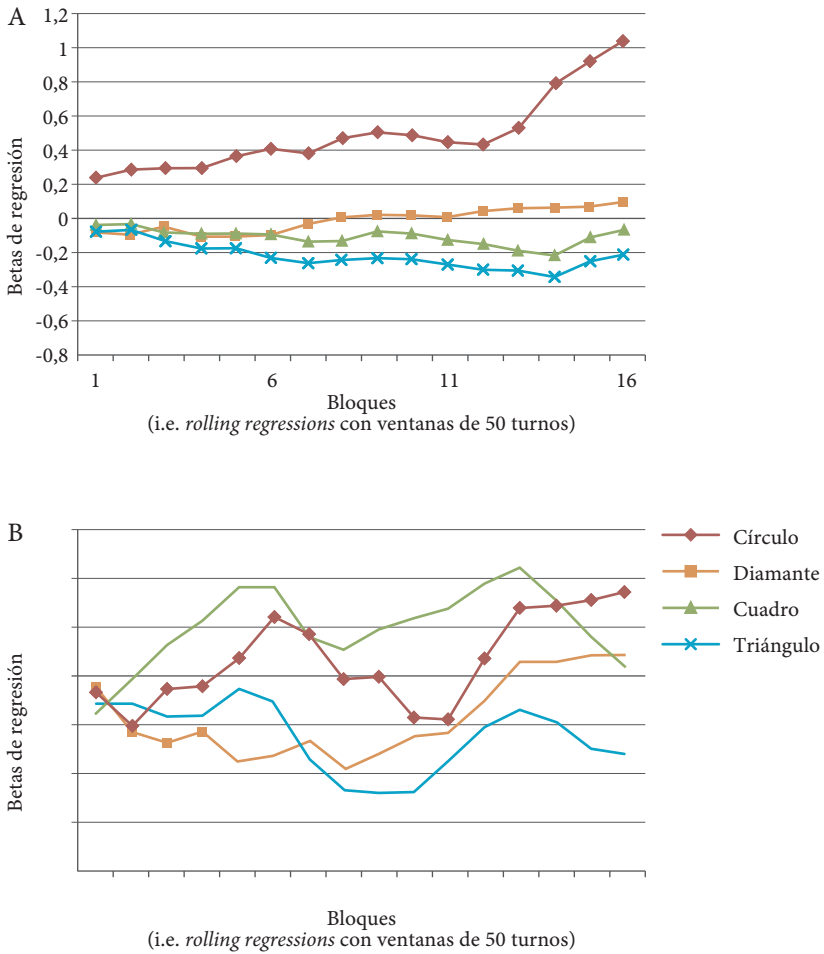 A
1,2
1
0,8
0,6
0,4
0,2
0
-0,2
-0,4
-0,6
-0,8
Betas de regresión
1 6 11 16
Bloques
(i.e. rolling regressions con ventanas de 50 turnos)
B
Betas de regresión
Círculo
Diamante
Cuadro
Triángulo
Bloques
(i.e. rolling regressions con ventanas de 50 turnos)